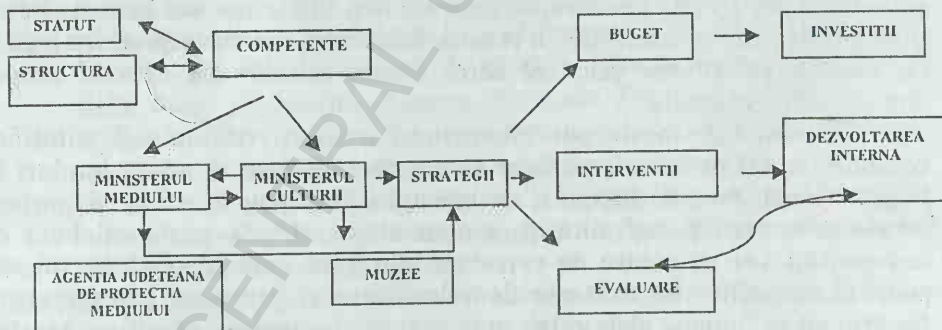 STATUT
STRUCTURA
COMPETENTE
BUGET
INVESTITII
MINISTERUL
MEDIULUI
MINISTERUL
CULTURII
STRATEGII
INTERVENTII
DEZVOLTAREA
INTERNA
AGENTIA JUDETEANA
DE PROTECTIA
MEDIULUI
MUZEE
EVALUARE